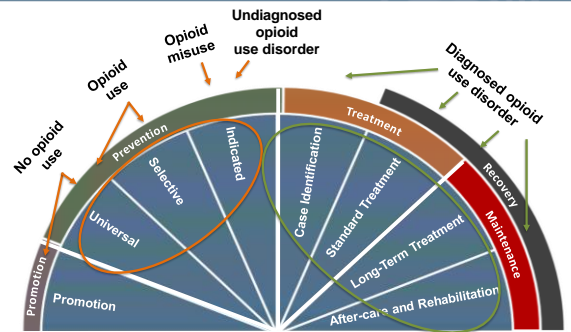 Undiagnosed
opioid
use disorder
Opioid
misuse
Opioid
use
No opioid
use
Diagnosed opioid
use disorder
Promotion
Prevention
Treatment
Recovery
Maintenance
Promotion
Universal
Selective
Indicated
Case Identification
Standard Treatment
Long-Term Treatment
After-care and Rehabilitation